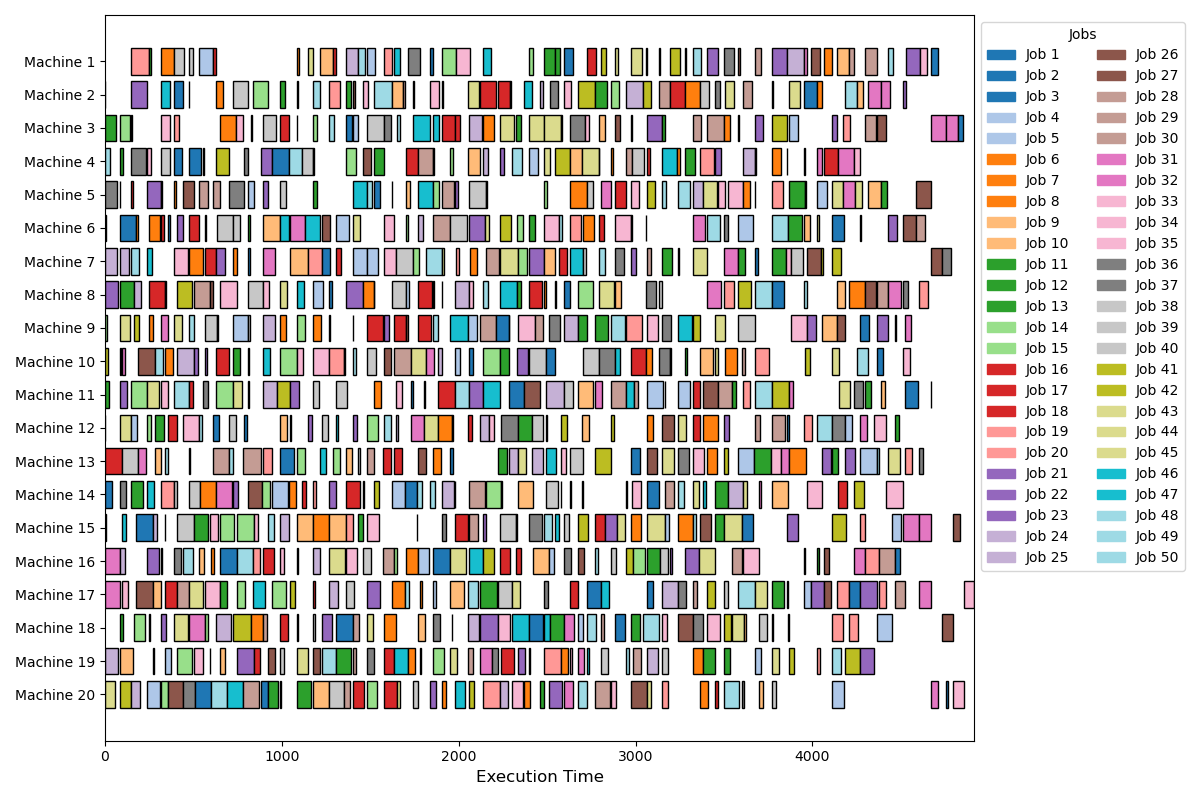 Machine 1
Machine 2
Machine 3
Machine 4
Machine 5
Machine 6
Machine 7
Machine 8
Machine 9
Machine 10
Machine 11
Machine 12
Machine 13
Machine 14
Machine 15
Machine 16
Machine 17
Machine 18
Machine 19
Machine 20
0 1000 2000 3000 4000
Execution Time
Jobs
Job 1
Job 2
Job 3
Job 4
Job 5
Job 6
Job 7
Job 8
Job 9
Job 10
Job 11
Job 12
Job 13
Job 14
Job 15
Job 16
Job 17
Job 18
Job 19
Job 20
Job 21
Job 22
Job 23
Job 24
Job 25
Job 26
Job 27
Job 28
Job 29
Job 30
Job 31
Job 32
Job 33
Job 34
Job 35
Job 36
Job 37
Job 38
Job 39
Job 40
Job 41
Job 42
Job 43
Job 44
Job 45
Job 46
Job 47
Job 48
Job 49
Job 50